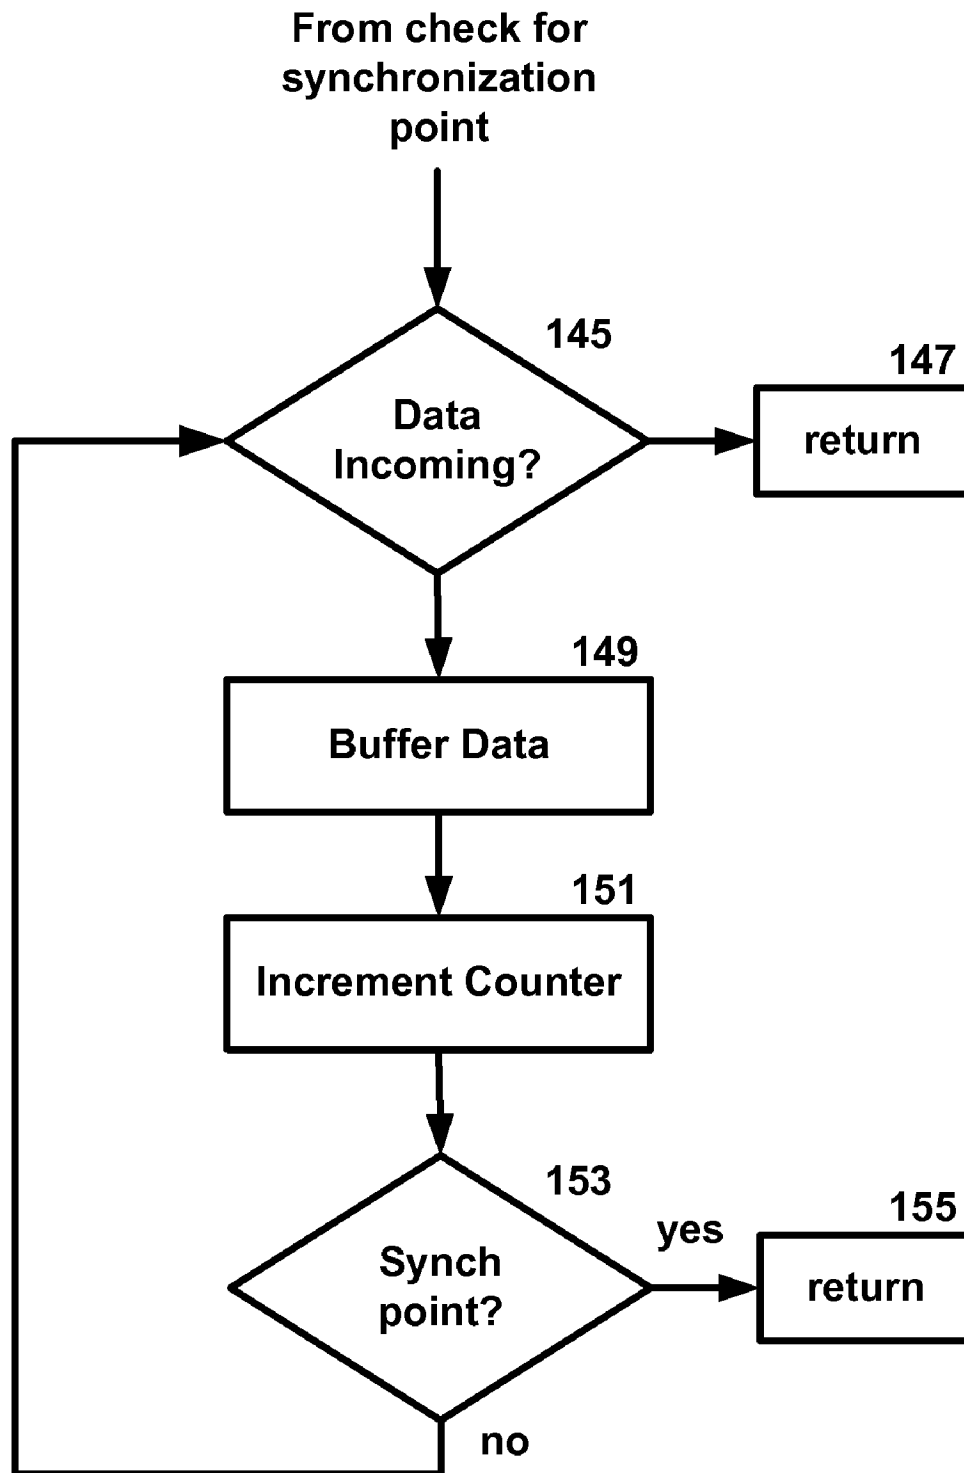 From check for
synchronization
point
145
147
Data
Incoming?
return
149
Buffer Data
151
Increment Counter
153
155
yes
Synch
point?
return
no